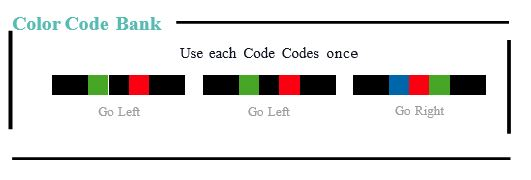 Color Code Bank
Use each Code Codes once
Go Left
Go Left
Go Right